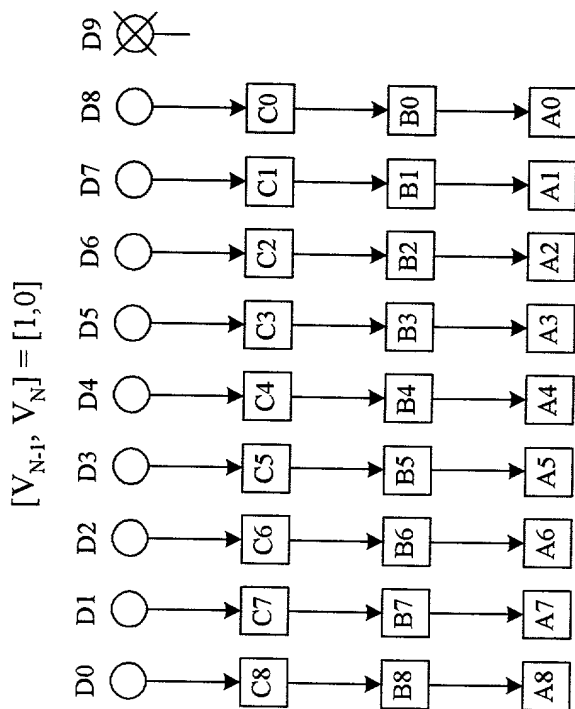 [V_{N-1}, V_N] = [1,0]
D0 D1 D2 D3 D4 D5 D6 D7 D8 D9
C8 C7 C6 C5 C4 C3 C2 C1 C0
B8 B7 B6 B5 B4 B3 B2 B1 B0
A8 A7 A6 A5 A4 A3 A2 A1 A0